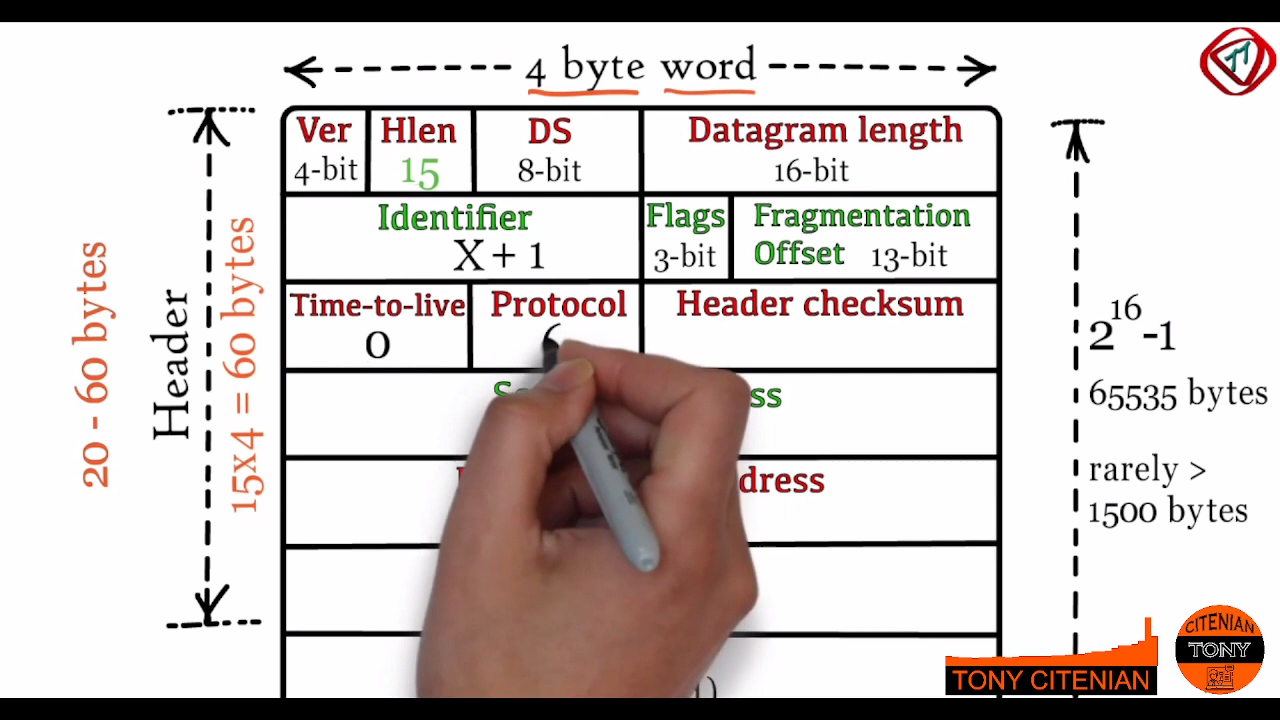 4 byte word
Ver Hlen DS Datagram length
4-bit 15 8-bit 16-bit
Identifier Flags Fragmentation
X + 1 3-bit Offset 13-bit
Time-to-live Protocol Header checksum
0
20 - 60 bytes
Header
15x4 = 60 bytes
2^16-1
65535 bytes
rarely >
1500 bytes
CITENIAN
TONY
TONY CITENIAN